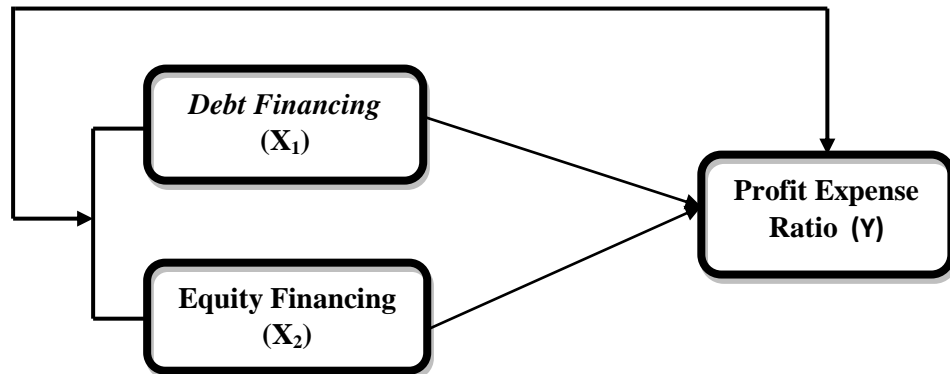 Debt Financing
(X₁)
Profit Expense
Ratio (Y)
Equity Financing
(X₂)